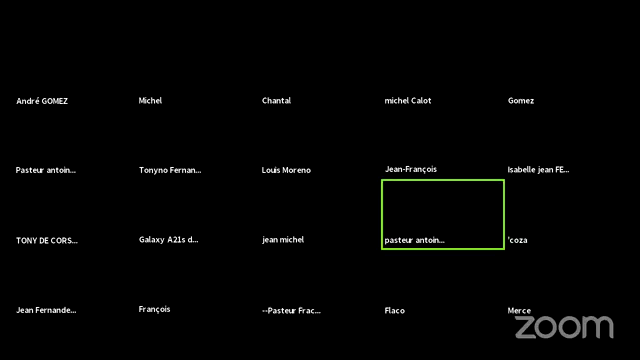 André GOMEZ
Michel
Chantal
michel Calot
Gomez
Pasteur antoin...
Tonyno Fernan...
Louis Moreno
Jean-François
Isabelle jean FE...
TONY DE CORS...
Galaxy A21s d...
jean michel
pasteur antoin...
'coza
Jean Fernande...
François
--Pasteur Frac...
Flaco
Merce
zoom